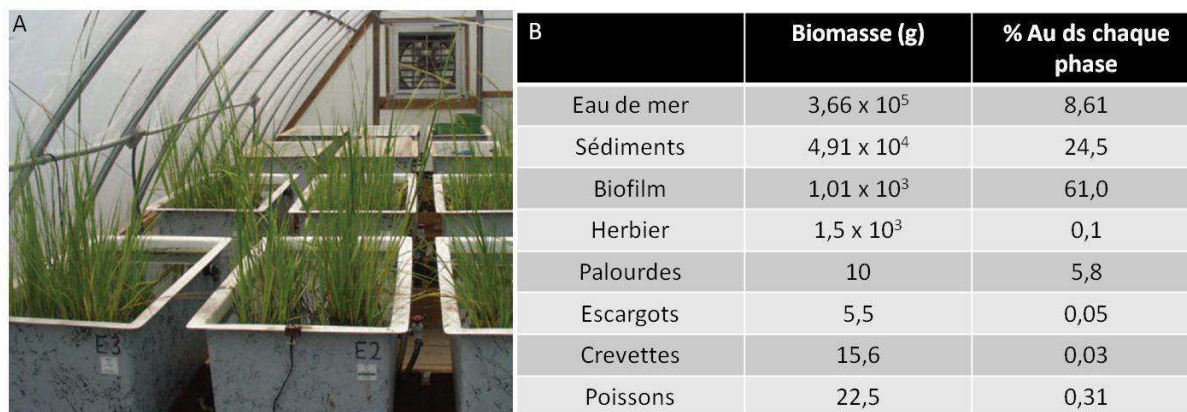 A
E3
E2
B
Biomasse (g)
% Au ds chaque
phase
Eau de mer 3,66 x 10⁵ 8,61
Sédiments 4,91 x 10⁴ 24,5
Biofilm 1,01 x 10³ 61,0
Herbier 1,5 x 10³ 0,1
Palourdes 10 5,8
Escargots 5,5 0,05
Crevettes 15,6 0,03
Poissons 22,5 0,31